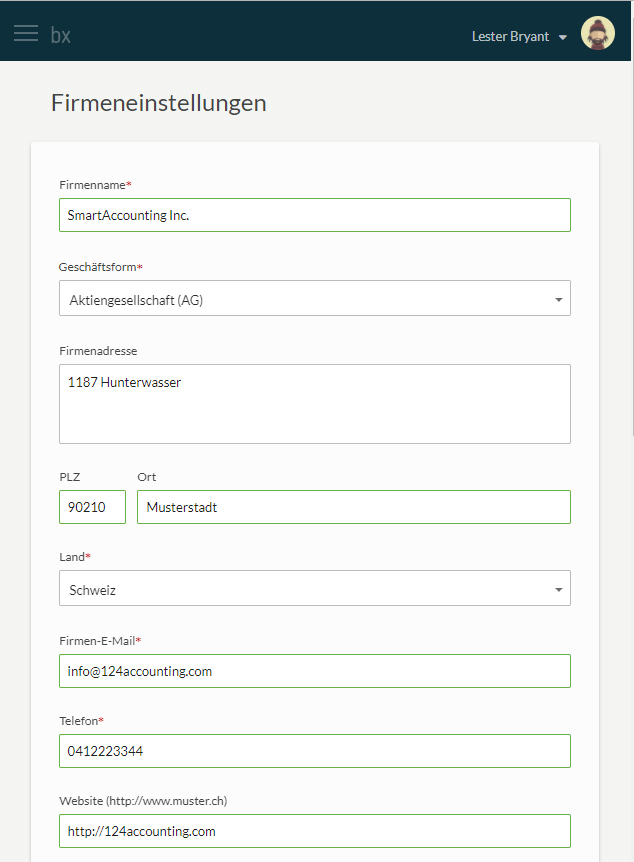 bx
Lester Bryant
Firmeneinstellungen
Firmenname*
SmartAccounting Inc.
Geschäftsform*
Aktiengesellschaft (AG)
Firmenadresse
1187 Hunterwasser
PLZ Ort
90210 Musterstadt
Land*
Schweiz
Firmen-E-Mail*
info@124accounting.com
Telefon*
0412223344
Website (http://www.muster.ch)
http://124accounting.com